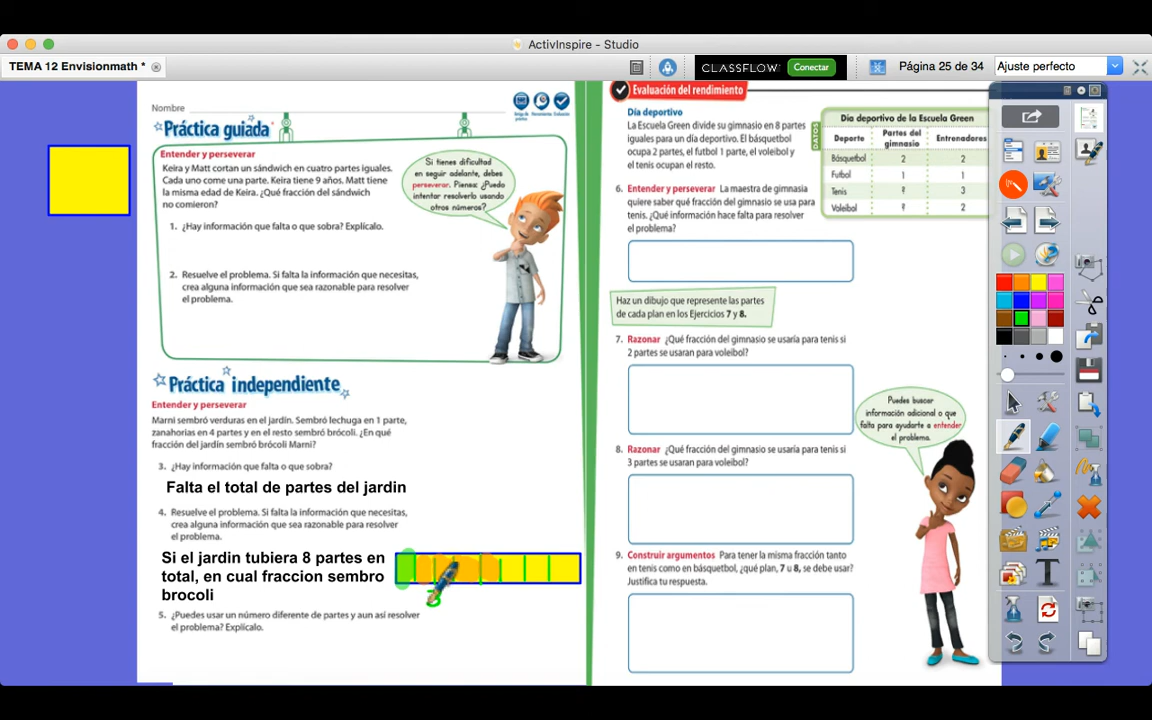 ActivInspire - Studio
TEMA 12 Envisionmath *
CLASSFLOW
Conectar
Página 25 de 34
Ajuste perfecto
Nombre
Práctica guiada
Entender y perseverar
Keira y Matt cortan un sándwich en cuatro partes iguales.
Cada uno come una parte. Keira tiene 9 años. Matt tiene
la misma edad de Keira. ¿Qué fracción del sándwich
no comieron?
Si tienes dificultad
en seguir adelante, debes
perseverar. Piensa: ¿Puedo
intentar resolverlo usando
otros números?
1. ¿Hay información que falta o que sobra? Explícalo.
2. Resuelve el problema. Si falta la información que necesitas,
crea alguna información que sea razonable para resolver
el problema.
Práctica independiente
Entender y perseverar
Marni sembró verduras en el jardín. Sembró lechuga en 1 parte,
zanahorias en 4 partes y en el resto sembró brócoli. ¿En qué
fracción del jardín sembró brócoli Marni?
3. ¿Hay información que falta o que sobra?
Falta el total de partes del jardin
4. Resuelve el problema. Si falta la información que necesitas,
crea alguna información que sea razonable para resolver
el problema.
Si el jardin tubiera 8 partes en
total, en cual fraccion sembro
brocoli
3
5. ¿Puedes usar un número diferente de partes y aun así resolver
el problema? Explícalo.
Evaluación del rendimiento
Día deportivo
La Escuela Green divide su gimnasio en 8 partes
iguales para un día deportivo. El básquetbol
ocupa 2 partes, el futbol 1 parte, el voleibol y
el tenis ocupan el resto.
DATOS
Día deportivo de la Escuela Green
Deporte Partes del gimnasio Entrenadores
Básquetbol 2 2
Futbol 1 1
Tenis ? 3
Voleibol ? 2
6. Entender y perseverar La maestra de gimnasia
quiere saber qué fracción del gimnasio se usa para
tenis. ¿Qué información hace falta para resolver
el problema?
Haz un dibujo que represente las partes
de cada plan en los Ejercicios 7 y 8.
7. Razonar ¿Qué fracción del gimnasio se usaría para tenis si
2 partes se usaran para voleibol?
Puedes buscar
información adicional o que
falta para ayudarte a entender
el problema.
8. Razonar ¿Qué fracción del gimnasio se usaría para tenis si
3 partes se usaran para voleibol?
9. Construir argumentos Para tener la misma fracción tanto
en tenis como en básquetbol, ¿qué plan, 7 u 8, se debe usar?
Justifica tu respuesta.